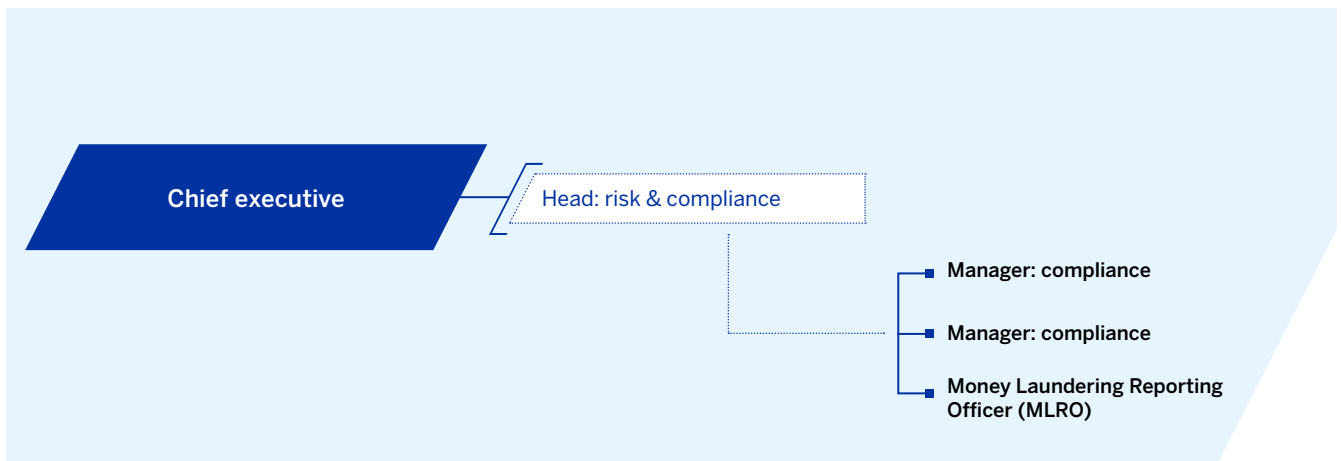 Chief executive
Head: risk & compliance
Manager: compliance
Manager: compliance
Money Laundering Reporting
Officer (MLRO)